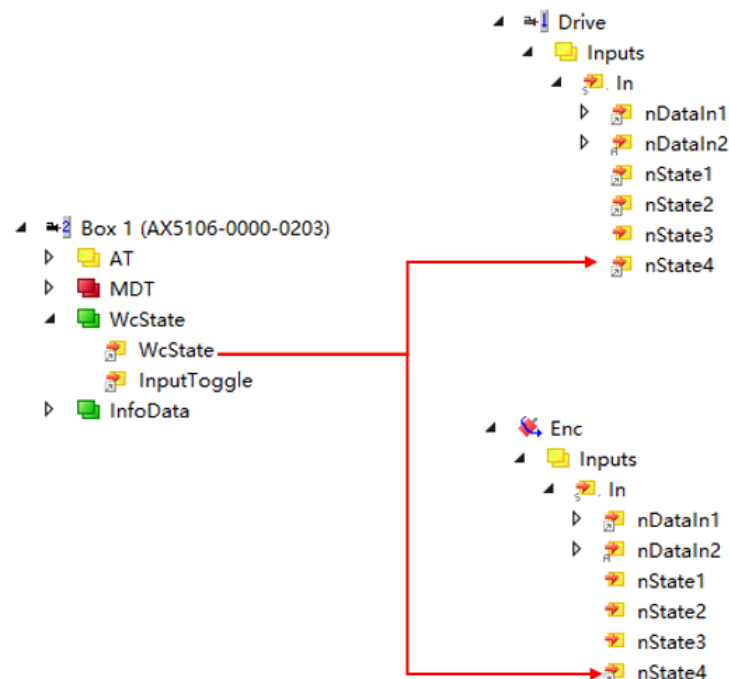 Drive
Inputs
In
nDataIn1
nDataIn2
nState1
nState2
nState3
nState4
Box 1 (AX5106-0000-0203)
AT
MDT
WcState
WcState
InputToggle
InfoData
Enc
Inputs
In
nDataIn1
nDataIn2
nState1
nState2
nState3
nState4